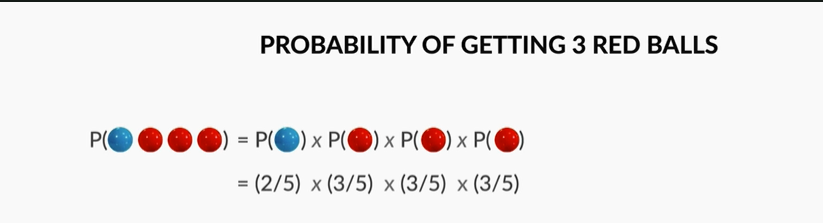 PROBABILITY OF GETTING 3 RED BALLS
P( ) = P( ) x P( ) x P( ) x P( )
= (2/5) x (3/5) x (3/5) x (3/5)